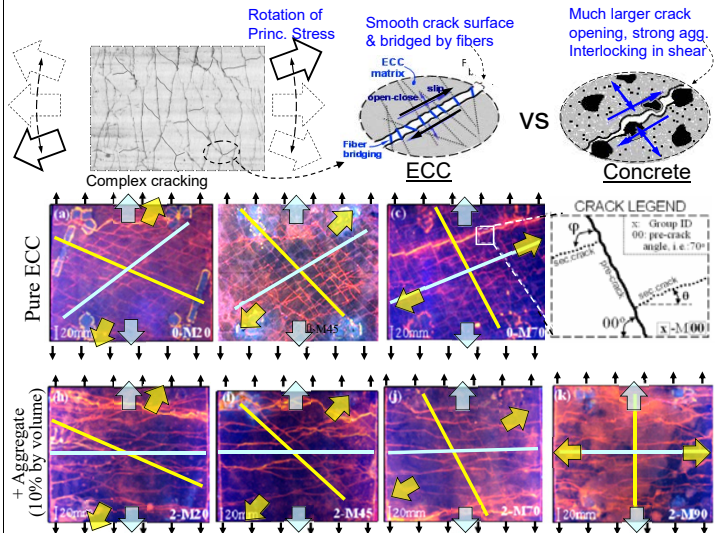 Rotation of
Princ. Stress
Smooth crack surface
& bridged by fibers
Much larger crack
opening, strong agg.
Interlocking in shear
ECC
matrix
F
L
slip
open-close
Fiber
bridging
Complex cracking
ECC
VS
Concrete
Pure ECC
(a)
20mm
0-M20
20mm
-M45
(c)
20mm
0-M70
CRACK LEGEND
x: Group ID
00: pre-crack
angle, i.e.:70°
φ
sec.crack
pre-crack
sec.crack
θ
00°
x-M00
+ Aggregate
(10% by volume)
20mm
2-M20
20mm
2-M45
(j)
20mm
2-M70
(k)
20mm
2-M90